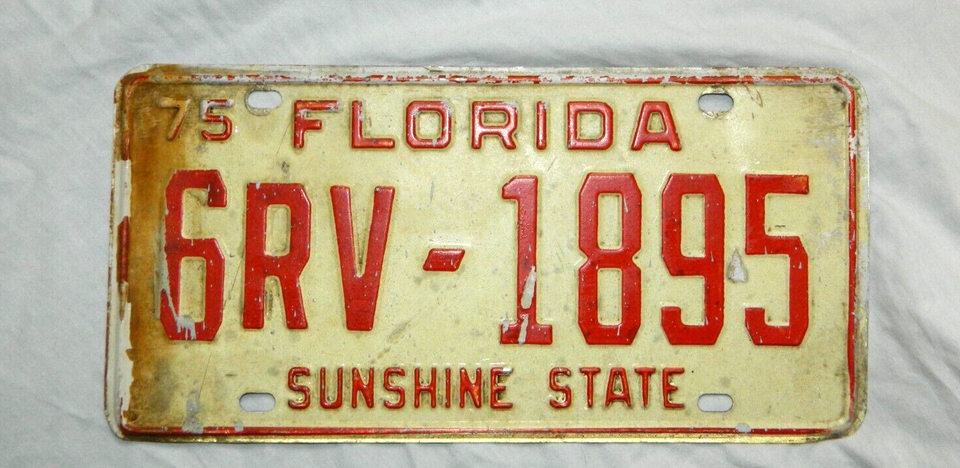 75 FLORIDA
6RV-1895
SUNSHINE STATE